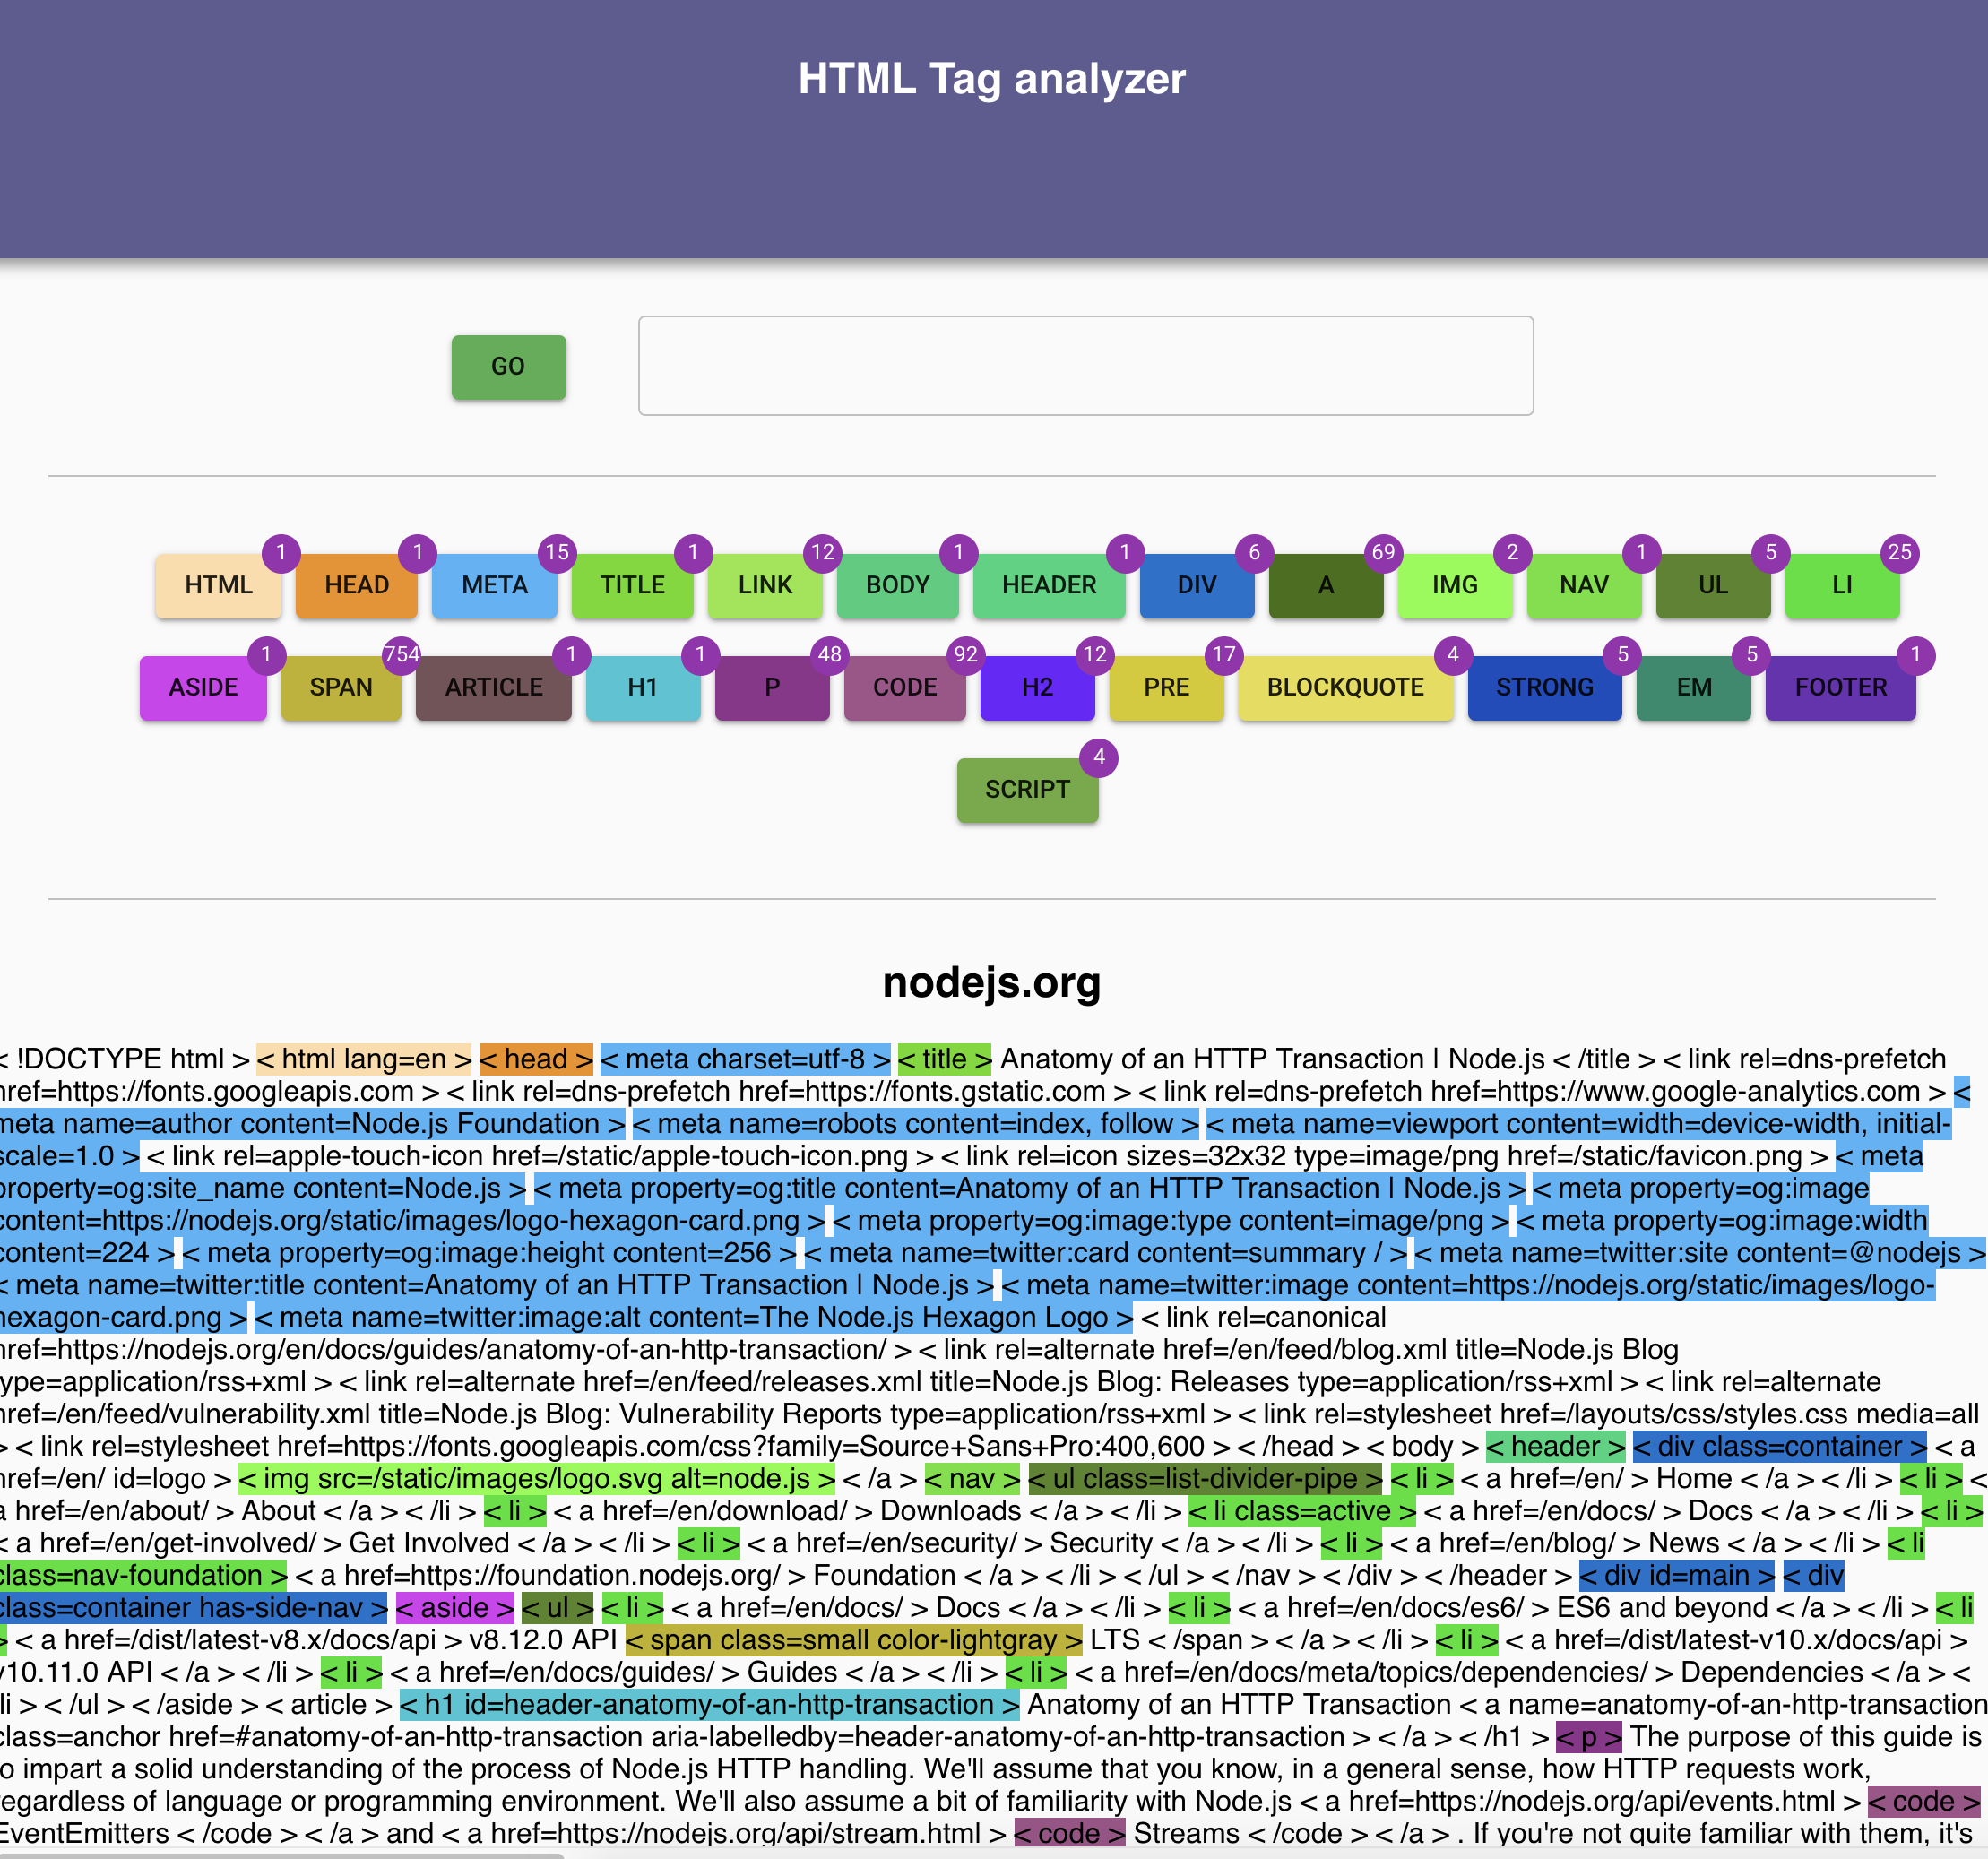 HTML Tag analyzer
GO
1 1 15 1 12 1 1 6 69 2 1 5 25
HTML HEAD META TITLE LINK BODY HEADER DIV A IMG NAV UL LI
1 754 1 1 48 92 12 17 4 5 5 1
ASIDE SPAN ARTICLE H1 P CODE H2 PRE BLOCKQUOTE STRONG EM FOOTER
4
SCRIPT
nodejs.org
< !DOCTYPE html > < html lang=en > < head > < meta charset=utf-8 > < title > Anatomy of an HTTP Transaction | Node.js < /title > < link rel=dns-prefetch
href=https://fonts.googleapis.com > < link rel=dns-prefetch href=https://fonts.gstatic.com > < link rel=dns-prefetch href=https://www.google-analytics.com > <
meta name=author content=Node.js Foundation > < meta name=robots content=index, follow > < meta name=viewport content=width=device-width, initial-
scale=1.0 > < link rel=apple-touch-icon href=/static/apple-touch-icon.png > < link rel=icon sizes=32x32 type=image/png href=/static/favicon.png > < meta
property=og:site_name content=Node.js > < meta property=og:title content=Anatomy of an HTTP Transaction | Node.js > < meta property=og:image
content=https://nodejs.org/static/images/logo-hexagon-card.png > < meta property=og:image:type content=image/png > < meta property=og:image:width
content=224 > < meta property=og:image:height content=256 > < meta name=twitter:card content=summary / > < meta name=twitter:site content=@nodejs >
< meta name=twitter:title content=Anatomy of an HTTP Transaction | Node.js > < meta name=twitter:image content=https://nodejs.org/static/images/logo-
hexagon-card.png > < meta name=twitter:image:alt content=The Node.js Hexagon Logo > < link rel=canonical
href=https://nodejs.org/en/docs/guides/anatomy-of-an-http-transaction/ > < link rel=alternate href=/en/feed/blog.xml title=Node.js Blog
type=application/rss+xml > < link rel=alternate href=/en/feed/releases.xml title=Node.js Blog: Releases type=application/rss+xml > < link rel=alternate
href=/en/feed/vulnerability.xml title=Node.js Blog: Vulnerability Reports type=application/rss+xml > < link rel=stylesheet href=/layouts/css/styles.css media=all
> < link rel=stylesheet href=https://fonts.googleapis.com/css?family=Source+Sans+Pro:400,600 > < /head > < body > < header > < div class=container > < a
href=/en/ id=logo > < img src=/static/images/logo.svg alt=node.js > < /a > < nav > < ul class=list-divider-pipe > < li > < a href=/en/ > Home < /a > < /li > < li > <
a href=/en/about/ > About < /a > < /li > < li > < a href=/en/download/ > Downloads < /a > < /li > < li class=active > < a href=/en/docs/ > Docs < /a > < /li > < li >
< a href=/en/get-involved/ > Get Involved < /a > < /li > < li > < a href=/en/security/ > Security < /a > < /li > < li > < a href=/en/blog/ > News < /a > < /li > < li
class=nav-foundation > < a href=https://foundation.nodejs.org/ > Foundation < /a > < /li > < /ul > < /nav > < /div > < /header > < div id=main > < div
class=container has-side-nav > < aside > < ul > < li > < a href=/en/docs/ > Docs < /a > < /li > < li > < a href=/en/docs/es6/ > ES6 and beyond < /a > < /li > < li
> < a href=/dist/latest-v8.x/docs/api > v8.12.0 API < span class=small color-lightgray > LTS < /span > < /a > < /li > < li > < a href=/dist/latest-v10.x/docs/api >
v10.11.0 API < /a > < /li > < li > < a href=/en/docs/guides/ > Guides < /a > < /li > < li > < a href=/en/docs/meta/topics/dependencies/ > Dependencies < /a > <
/li > < /ul > < /aside > < article > < h1 id=header-anatomy-of-an-http-transaction > Anatomy of an HTTP Transaction < a name=anatomy-of-an-http-transaction
class=anchor href=#anatomy-of-an-http-transaction aria-labelledby=header-anatomy-of-an-http-transaction > < /a > < /h1 > < p > The purpose of this guide is
to impart a solid understanding of the process of Node.js HTTP handling. We'll assume that you know, in a general sense, how HTTP requests work,
regardless of language or programming environment. We'll also assume a bit of familiarity with Node.js < a href=https://nodejs.org/api/events.html > < code >
EventEmitters < /code > < /a > and < a href=https://nodejs.org/api/stream.html > < code > Streams < /code > < /a > . If you're not quite familiar with them, it's